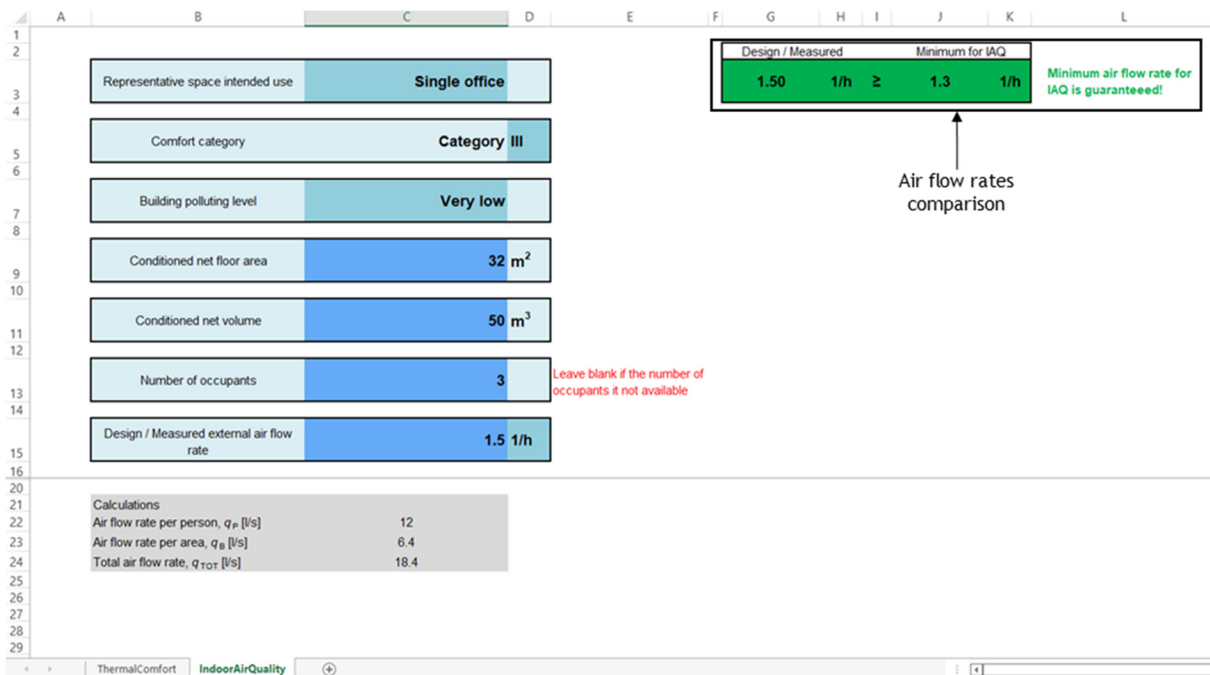 A B C D E F G H I J K L
1
2 Design / Measured Minimum for IAQ
3 Representative space intended use Single office 1.50 1/h ≥ 1.3 1/h Minimum air flow rate for
IAQ is guaranteeed!
4
5 Comfort category Category III
6
Air flow rates
comparison
7 Building polluting level Very low
8
9 Conditioned net floor area 32 m²
10
11 Conditioned net volume 50 m³
12
13 Number of occupants 3 Leave blank if the number of
occupants it not available
14
15 Design / Measured external air flow
rate 1.5 1/h
16
20
21 Calculations
22 Air flow rate per person, qP [l/s] 12
23 Air flow rate per area, qB [l/s] 6.4
24 Total air flow rate, qTOT [l/s] 18.4
25
26
27
28
29
ThermalComfort IndoorAirQuality